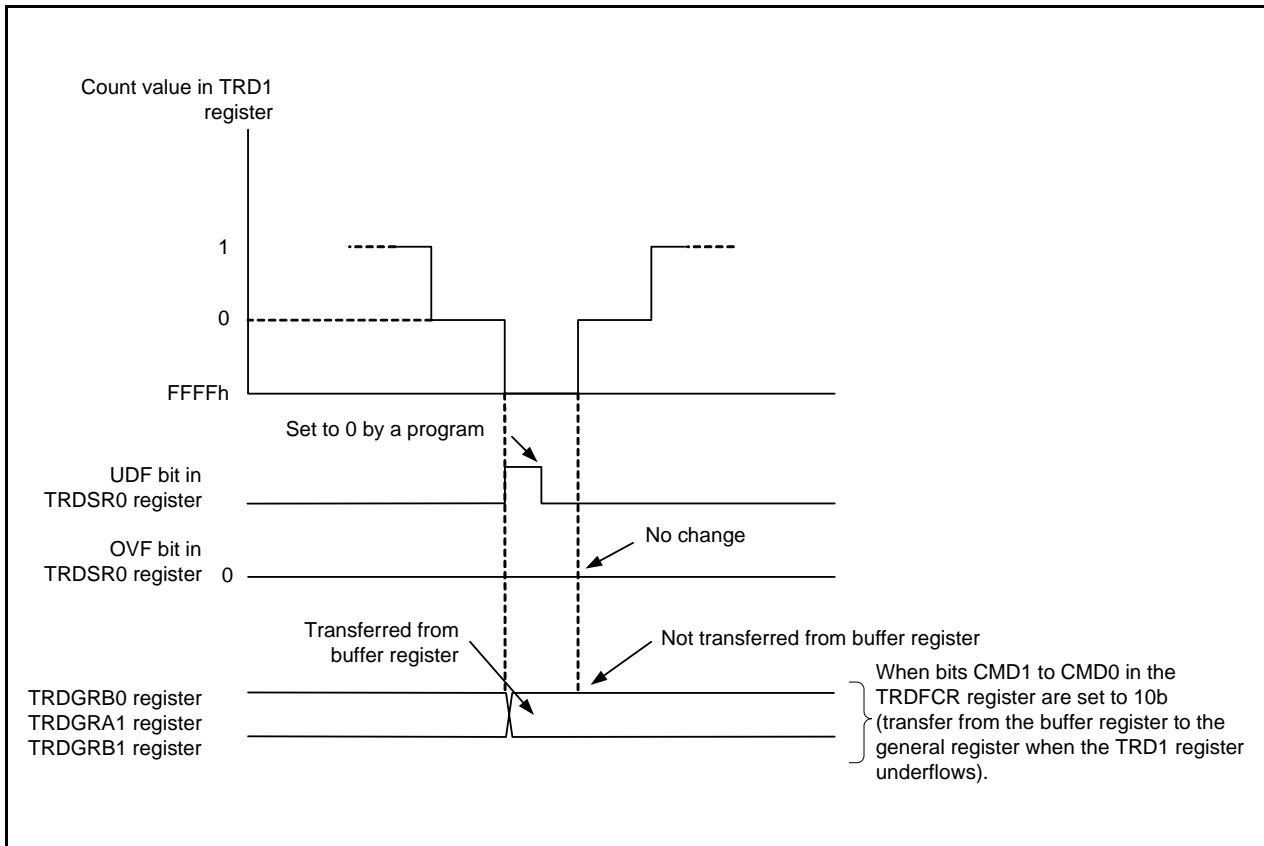 Count value in TRD1
register
1
0
FFFFh
Set to 0 by a program
UDF bit in
TRDSR0 register
No change
OVF bit in
TRDSR0 register
0
Transferred from
buffer register
Not transferred from buffer register
TRDGRB0 register
TRDGRA1 register
TRDGRB1 register
When bits CMD1 to CMD0 in the
TRDFCR register are set to 10b
(transfer from the buffer register to the
general register when the TRD1 register
underflows).